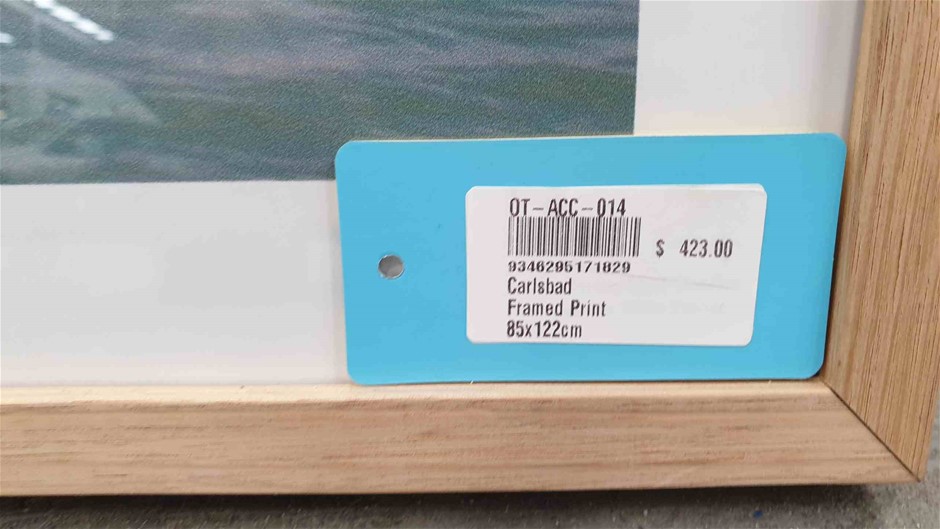 OT-ACC-014
$ 423.00
9346295171829
Carlsbad
Framed Print
85x122cm